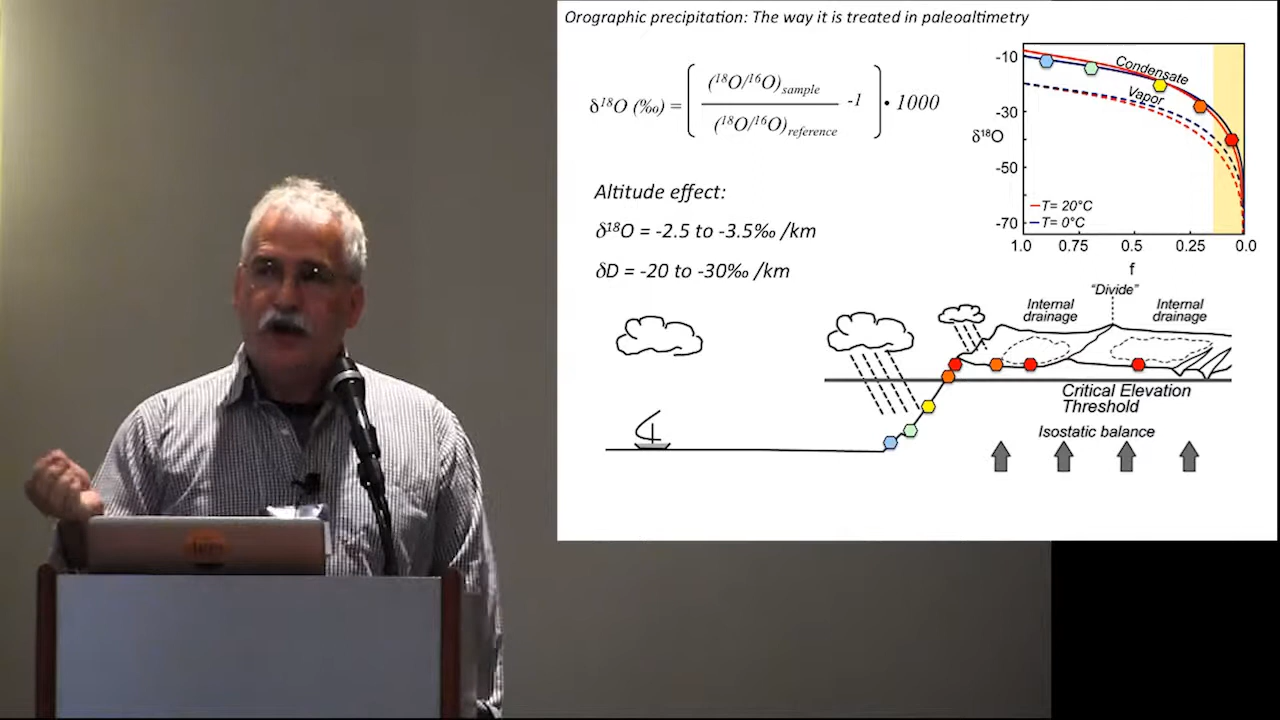 Orographic precipitation: The way it is treated in paleoaltimetry
δ¹⁸O (‰) = [ (¹⁸O/¹⁶O)sample / (¹⁸O/¹⁶O)reference -1 ] • 1000
Altitude effect:
δ¹⁸O = -2.5 to -3.5‰ /km
δD = -20 to -30‰ /km
-10
-30
-50
-70
δ¹⁸O
Condensate
Vapor
T= 20°C
T= 0°C
1.0 0.75 0.5 0.25 0.0
f
"Divide"
Internal
drainage
Internal
drainage
Critical Elevation
Threshold
Isostatic balance